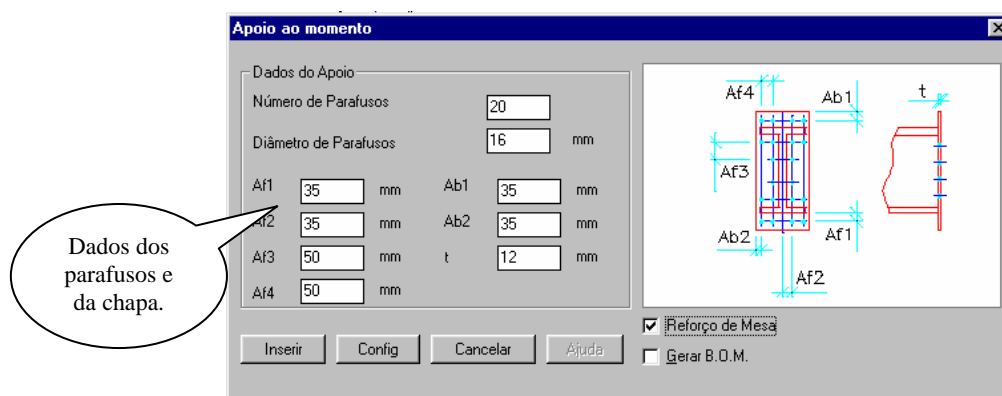 Apoio ao momento
Dados do Apoio
Número de Parafusos 20
Diâmetro de Parafusos 16 mm
Af1 35 mm Ab1 35 mm
Af2 35 mm Ab2 35 mm
Af3 50 mm t 12 mm
Af4 50 mm
Inserir Config Cancelar Ajuda
Af4 Ab1 t
Af3
Ab2 Af1
Af2
Reforço de Mesa
Gerar B.O.M.
Dados dos
parafusos e
da chapa.